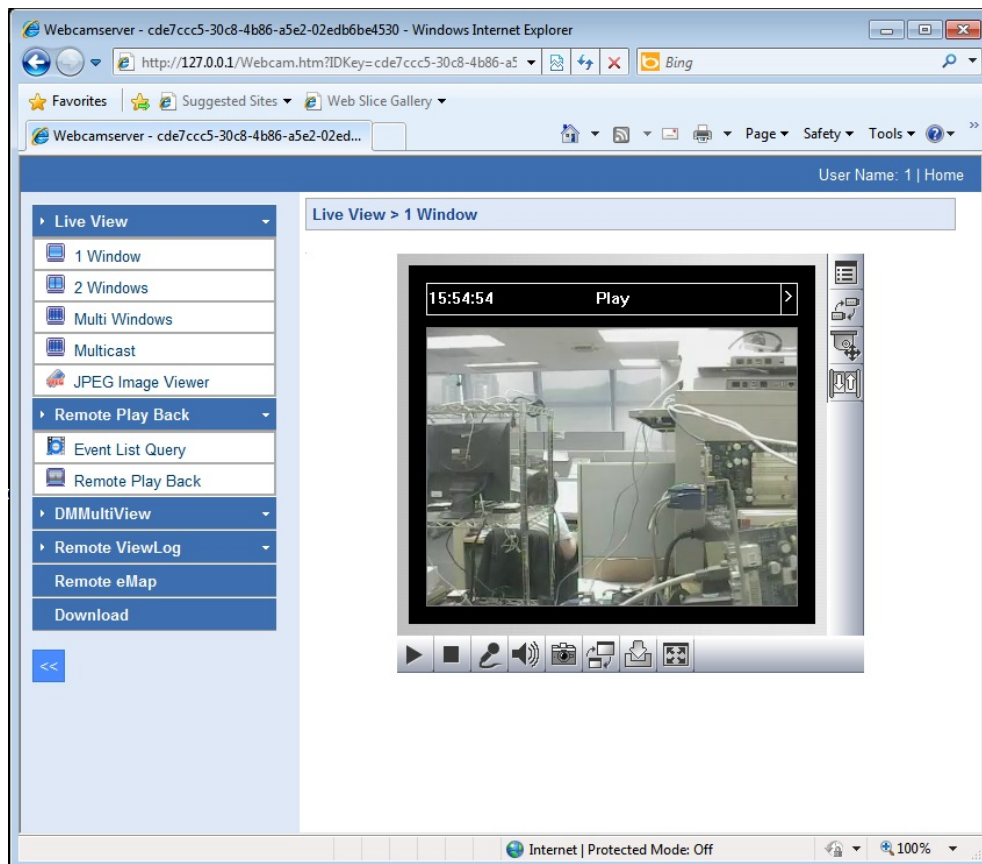 Webcamserver - cde7ccc5-30c8-4b86-a5e2-02edb6be4530 - Windows Internet Explorer
http://127.0.0.1/Webcam.htm?IDKey=cde7ccc5-30c8-4b86-a5
Bing
Favorites
Suggested Sites
Web Slice Gallery
Webcamserver - cde7ccc5-30c8-4b86-a5e2-02ed...
Page
Safety
Tools
User Name: 1 | Home
Live View
1 Window
2 Windows
Multi Windows
Multicast
JPEG Image Viewer
Remote Play Back
Event List Query
Remote Play Back
DMMultiView
Remote ViewLog
Remote eMap
Download
<<
Live View > 1 Window
15:54:54 Play >
Internet | Protected Mode: Off
100%